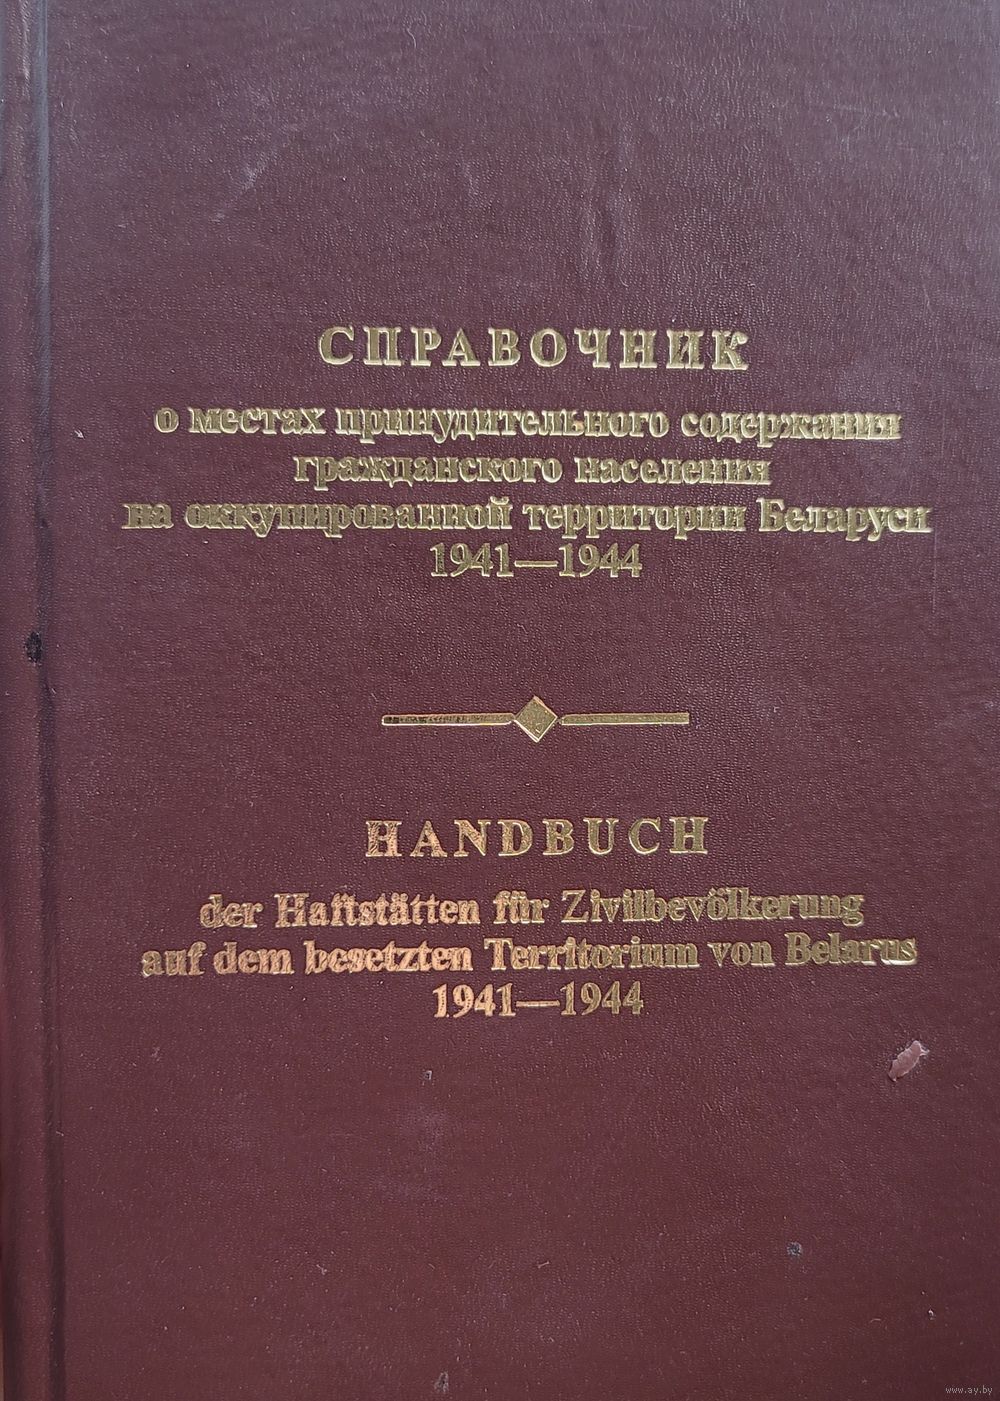 СПРАВОЧНИК
о местах принудительного содержания
гражданского населения
на оккупированной территории Беларуси
1941—1944
HANDBUCH
der Haftstätten für Zivilbevölkerung
auf dem besetzten Territorium von Belarus
1941—1944
www.ay.by